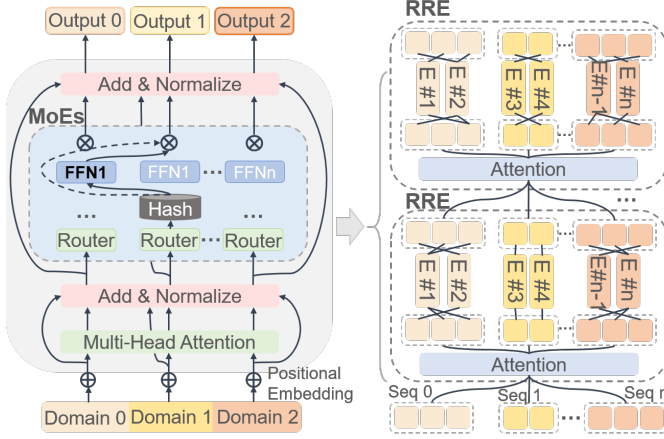 Output 0 Output 1 Output 2
Add & Normalize
MoEs
FFN1 FFN1 ... FFNn
Hash
... ...
Router Router ... Router
Add & Normalize
Multi-Head Attention
Positional
Embedding
Domain 0 Domain 1 Domain 2
RRE
...
E #1 E #2 E #3 E #4 E#n-1 E #n
...
Attention
...
RRE
...
E #1 E #2 E #3 E #4 E#n-1 E #n
...
Attention
Seq 0 Seq 1 Seq n
...